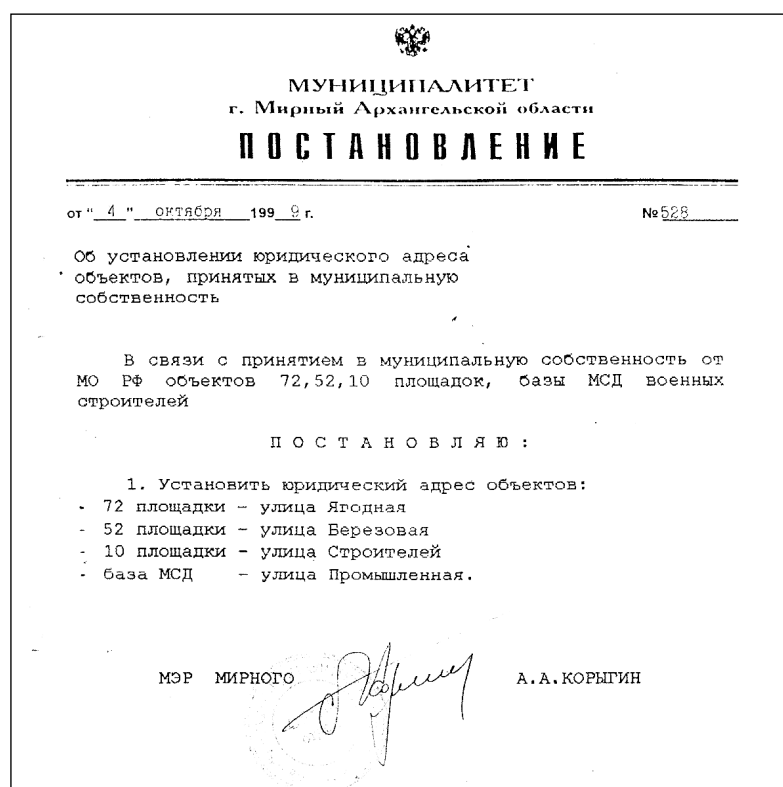 МУНИЦИПАЛИТЕТ
г. Мирный Архангельской области
ПОСТАНОВЛЕНИЕ
от " 4 " октября 199 9 г. №528
Об установлении юридического адреса
объектов, принятых в муниципальную
собственность
В связи с принятием в муниципальную собственность от
МО РФ объектов 72,52,10 площадок, базы МСД военных
строителей
П О С Т А Н О В Л Я Ю :
1. Установить юридический адрес объектов:
- 72 площадки – улица Ягодная
- 52 площадки – улица Березовая
- 10 площадки – улица Строителей
- база МСД – улица Промышленная.
МЭР МИРНОГО А.А.КОРЫГИН